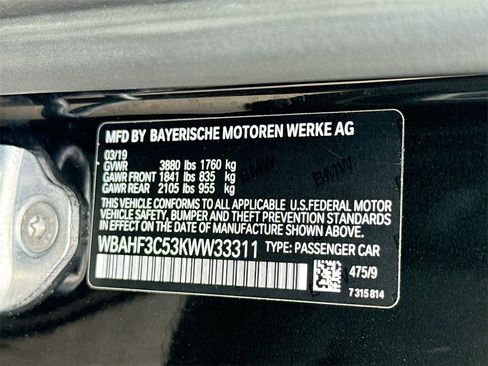 MFD BY BAYERISCHE MOTOREN WERKE AG
03/19
GVWR 3880 lbs 1760 kg
GAWR FRONT 1841 lbs 835 kg
GAWR REAR 2105 lbs 955 kg
THIS VEHICLE CONFORMS TO ALL APPLICABLE U.S.FEDERAL MOTOR
VEHICLE SAFETY, BUMPER AND THEFT PREVENTION STANDARDS
IN EFFECT ON THE DATE OF MANUFACTURE SHOWN ABOVE.
WBAHF3C53KWW33311 TYPE: PASSENGER CAR
475/9
7 315 814
BMW
BMW